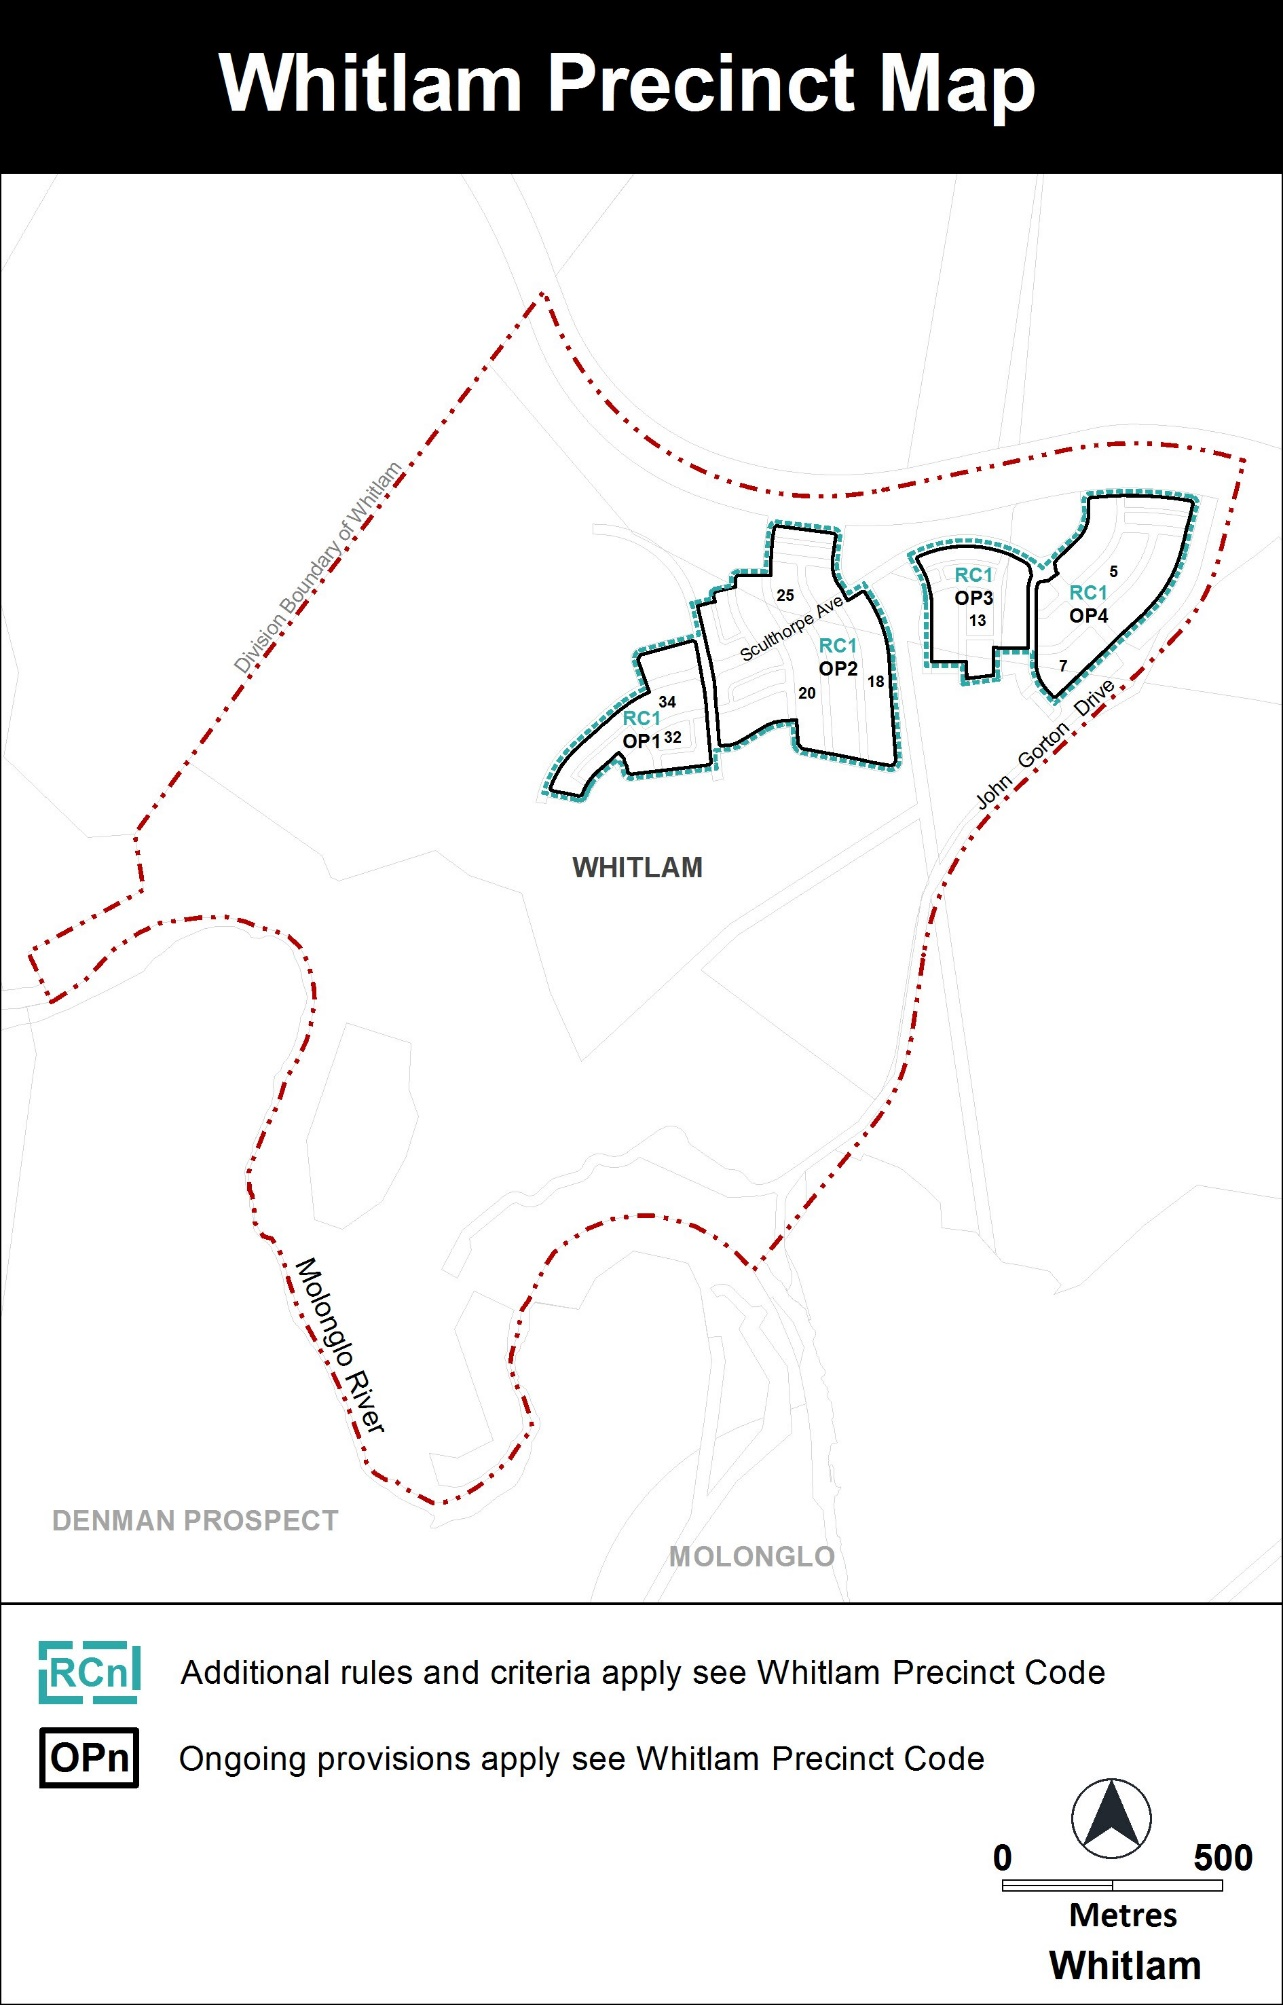 Whitlam Precinct Map
Division Boundary of Whitlam
5
RC1
OP4
7
RC1
OP3
13
25
Sculthorpe Ave
RC1
OP2
18
20
34
RC1
OP1
32
John Gorton Drive
WHITLAM
Molonglo River
DENMAN PROSPECT
MOLONGLO
RCn Additional rules and criteria apply see Whitlam Precinct Code
OPn Ongoing provisions apply see Whitlam Precinct Code
0 500
Metres
Whitlam